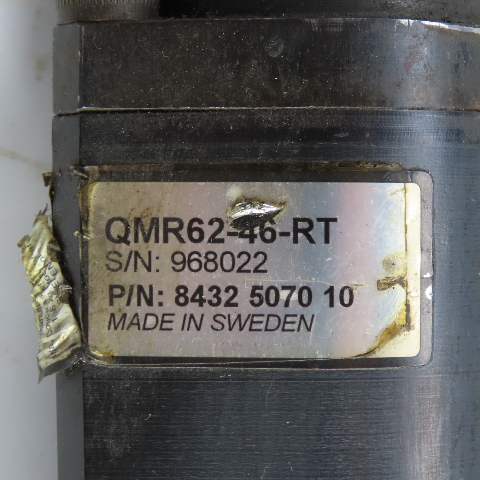 QMR62-46-RT
S/N: 968022
P/N: 8432 5070 10
MADE IN SWEDEN